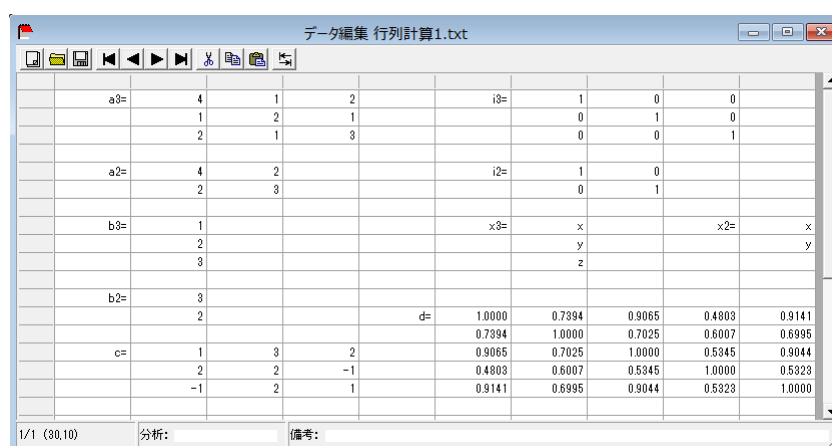 データ編集 行列計算1.txt
a3= 4 1 2 i3= 1 0 0
1 2 1 0 1 0
2 1 3 0 0 1
a2= 4 2 i2= 1 0
2 3 0 1
b3= 1 x3= x x2= x
2 y y
3 z
b2= 3
2 d= 1.0000 0.7394 0.9065 0.4803 0.9141
0.7394 1.0000 0.7025 0.6007 0.6995
c= 1 3 2 0.9065 0.7025 1.0000 0.5345 0.9044
2 2 -1 0.4803 0.6007 0.5345 1.0000 0.5323
-1 2 1 0.9141 0.6995 0.9044 0.5323 1.0000
1/1 (30,10) 分析: 備考: